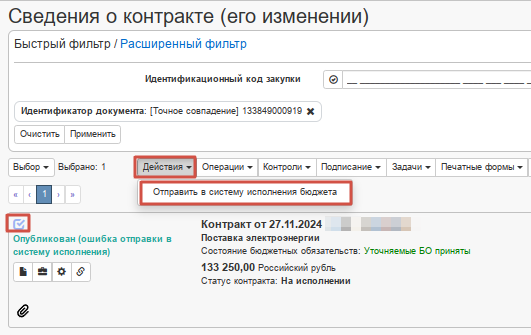 Сведения о контракте (его изменении)
Быстрый фильтр / Расширенный фильтр
Идентификационный код закупки
Идентификатор документа: [Точное совпадение] 133849000919 ✖
Очистить Применить
Выбор Выбрано: 1 Действия Операции Контроли Подписание Задачи Печатные формы
Отправить в систему исполнения бюджета
« ‹ 1 › »
Контракт от 27.11.2024
Опубликован (ошибка отправки в систему исполнения)
Поставка электроэнергии
Состояние бюджетных обязательств: Уточняемые БО приняты
133 250,00 Российский рубль
Статус контракта: На исполнении